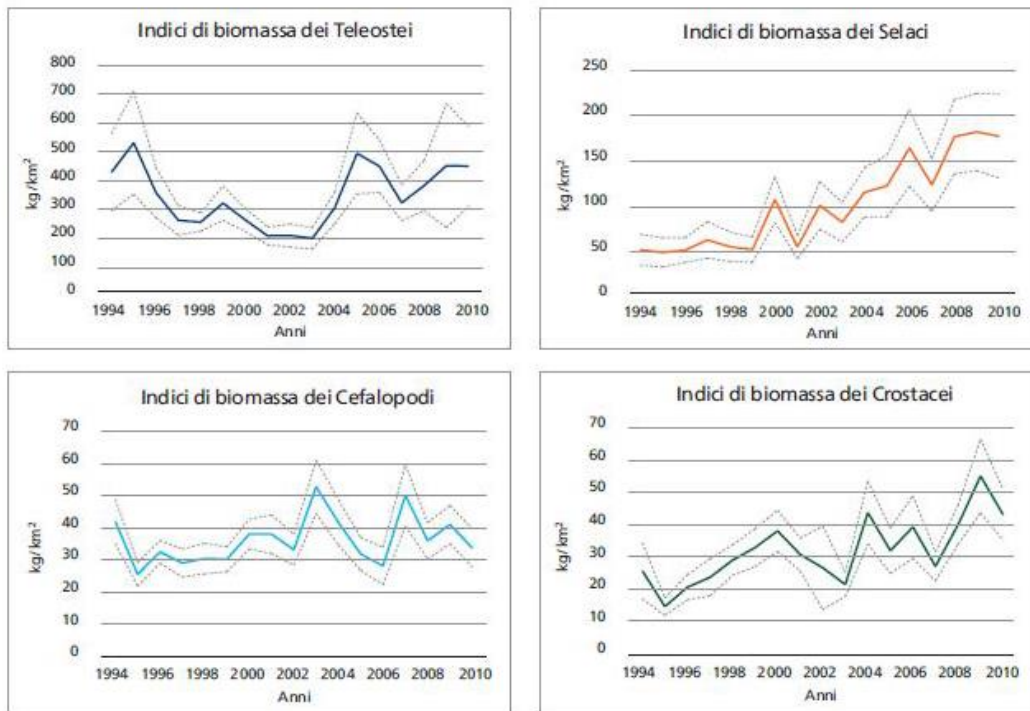 Indici di biomassa dei Teleostei
800
700
600
500
400
300
200
100
0
kg/km²
1994 1996 1998 2000 2002 2004 2006 2008 2010
Anni
Indici di biomassa dei Selaci
250
200
150
100
50
0
kg/km²
1994 1996 1998 2000 2002 2004 2006 2008 2010
Anni
Indici di biomassa dei Cefalopodi
70
60
50
40
30
20
10
0
kg/km²
1994 1996 1998 2000 2002 2004 2006 2008 2010
Anni
Indici di biomassa dei Crostacei
70
60
50
40
30
20
10
0
kg/km²
1994 1996 1998 2000 2002 2004 2006 2008 2010
Anni